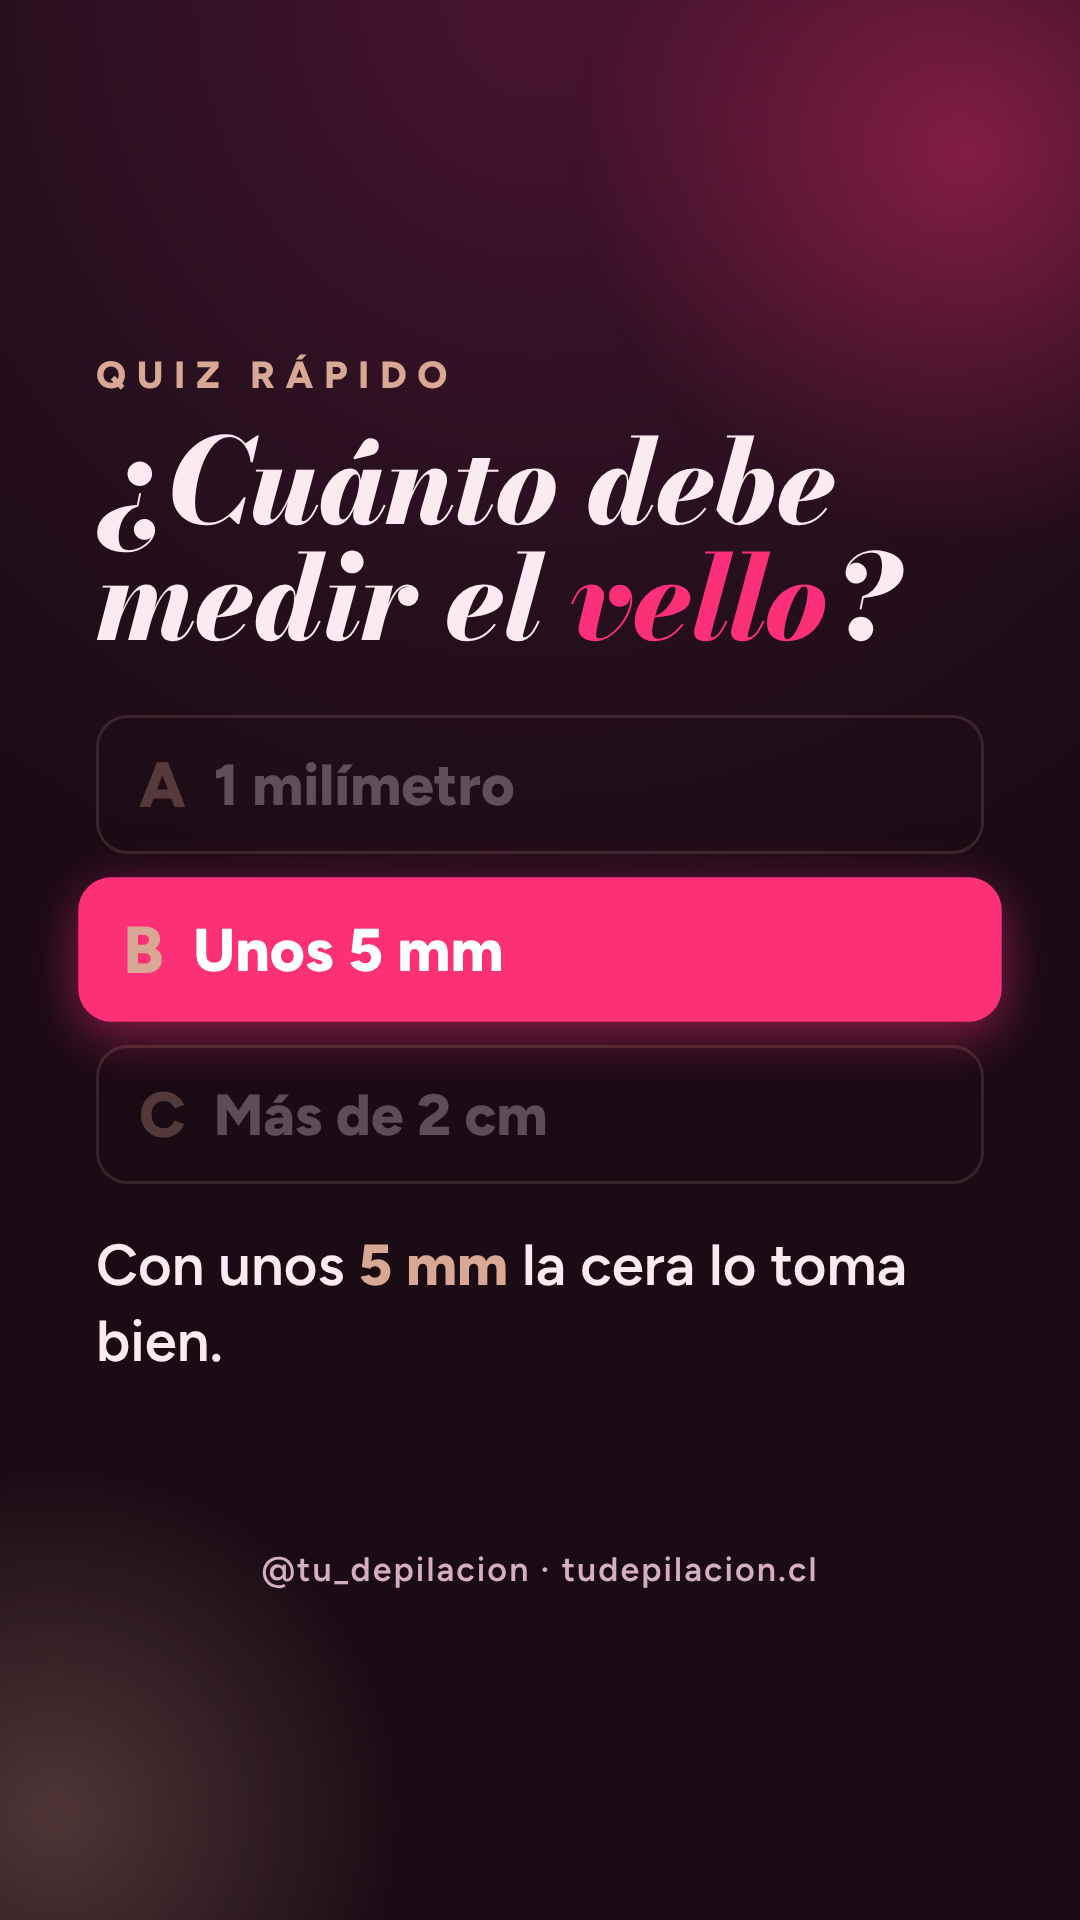 QUIZ RÁPIDO
¿Cuánto debe
medir el vello?
A 1 milímetro
B Unos 5 mm
C Más de 2 cm
Con unos 5 mm la cera lo toma
bien.
@tu_depilacion · tudepilacion.cl